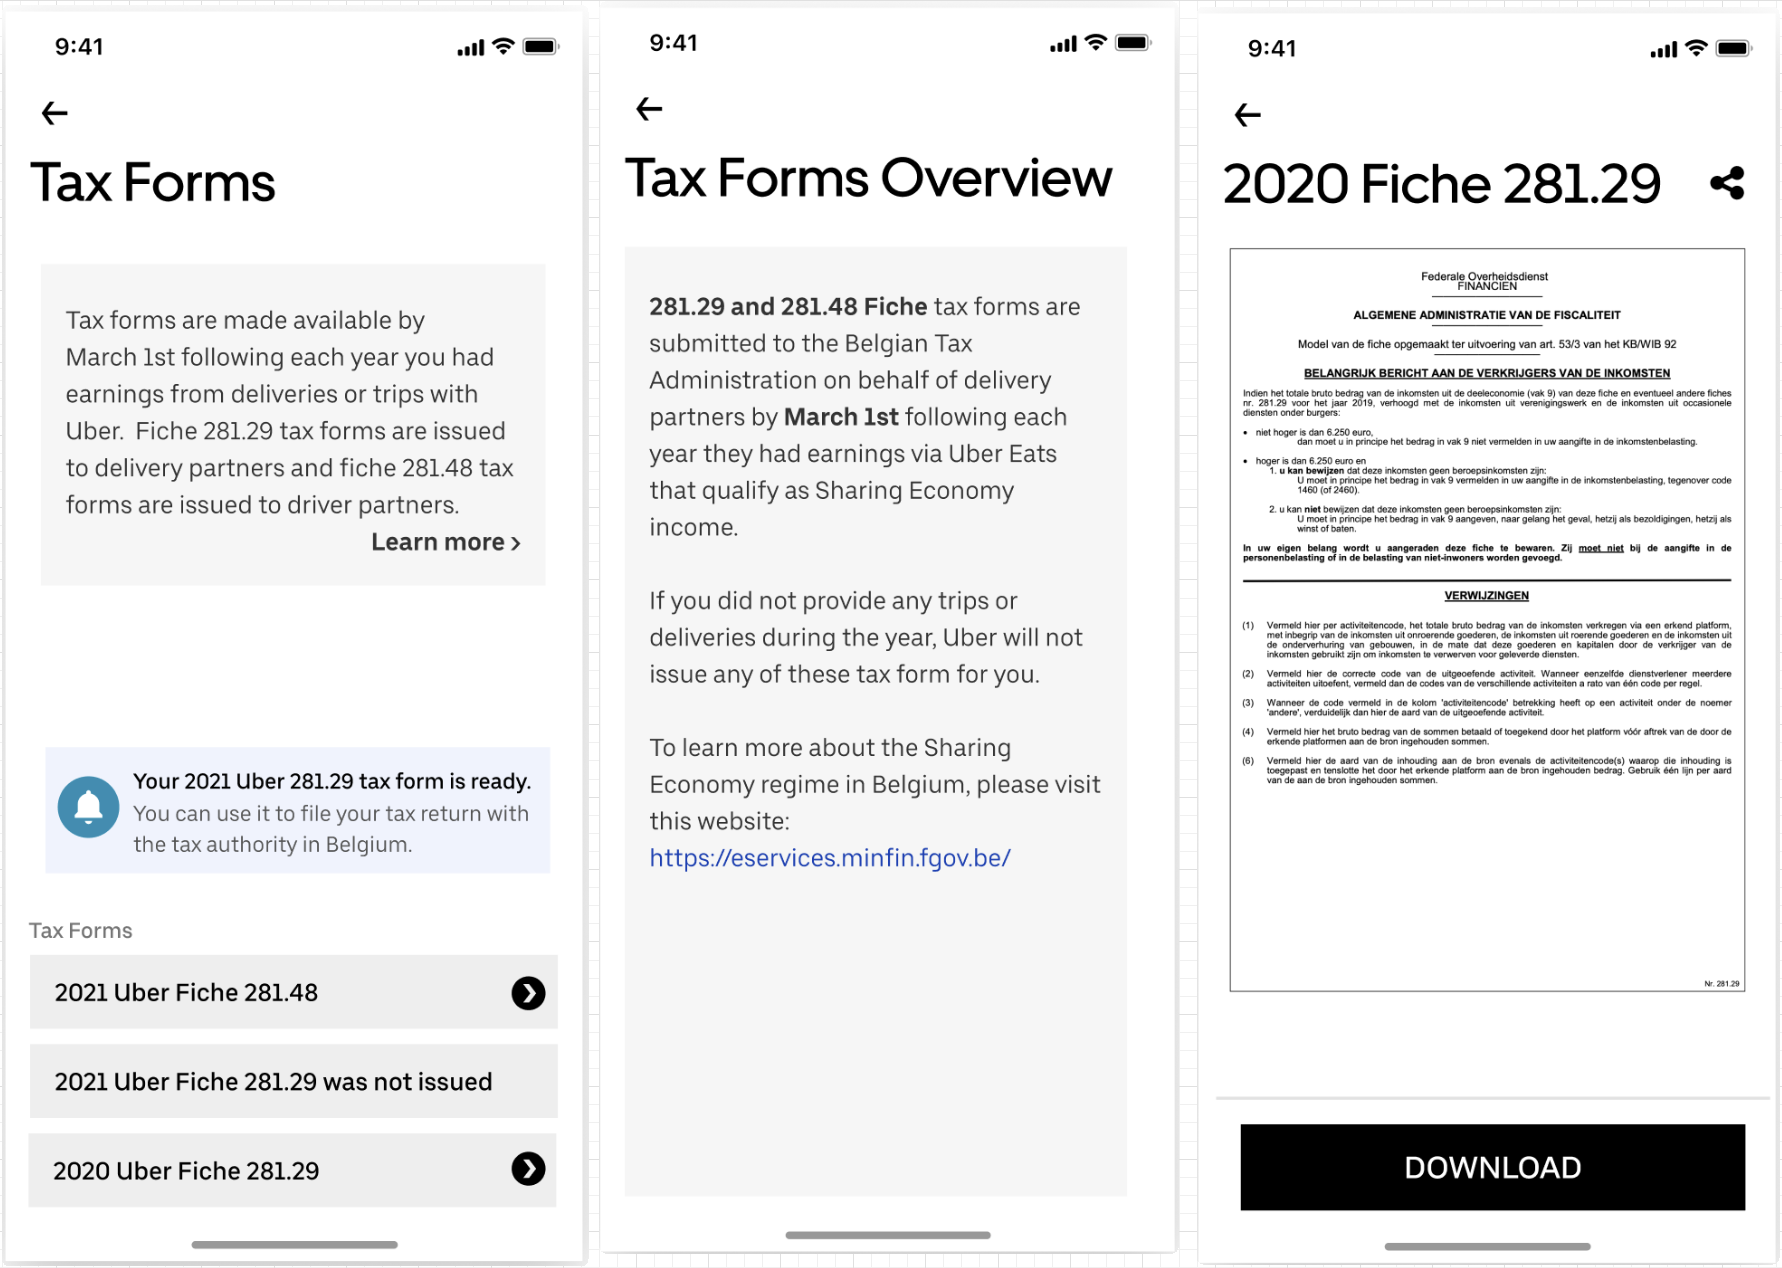 9:41
Tax Forms
Tax forms are made available by
March 1st following each year you had
earnings from deliveries or trips with
Uber.  Fiche 281.29 tax forms are issued
to delivery partners and fiche 281.48 tax
forms are issued to driver partners.
Learn more ›
Your 2021 Uber 281.29 tax form is ready.
You can use it to file your tax return with
the tax authority in Belgium.
Tax Forms
2021 Uber Fiche 281.48
2021 Uber Fiche 281.29 was not issued
2020 Uber Fiche 281.29
9:41
Tax Forms Overview
281.29 and 281.48 Fiche tax forms are
submitted to the Belgian Tax
Administration on behalf of delivery
partners by March 1st following each
year they had earnings via Uber Eats
that qualify as Sharing Economy
income.
If you did not provide any trips or
deliveries during the year, Uber will not
issue any of these tax form for you.
To learn more about the Sharing
Economy regime in Belgium, please visit
this website:
https://eservices.minfin.fgov.be/
9:41
2020 Fiche 281.29
Federale Overheidsdienst
FINANCIEN
ALGEMENE ADMINISTRATIE VAN DE FISCALITEIT
Model van de fiche opgemaakt ter uitvoering van art. 53/3 van het KB/WIB 92
BELANGRIJK BERICHT AAN DE VERKRIJGERS VAN DE INKOMSTEN
Indien het totale bruto bedrag van de inkomsten uit de deeleconomie (vak 9) van deze fiche en eventueel andere fiches
nr. 281.29 voor het jaar 2019, verhoogd met de inkomsten uit verenigingswerk en de inkomsten uit occasionele
diensten onder burgers:
• niet hoger is dan 6.250 euro,
dan moet u in principe het bedrag in vak 9 niet vermelden in uw aangifte in de inkomstenbelasting.
• hoger is dan 6.250 euro en
1. u kan bewijzen dat deze inkomsten geen beroepsinkomsten zijn:
U moet in principe het bedrag in vak 9 vermelden in uw aangifte in de inkomstenbelasting, tegenover code
1460 (of 2460).
2. u kan niet bewijzen dat deze inkomsten geen beroepsinkomsten zijn:
U moet in principe het bedrag in vak 9 aangeven, naar gelang het geval, hetzij als bezoldigingen, hetzij als
winst of baten.
In uw eigen belang wordt u aangeraden deze fiche te bewaren. Zij moet niet bij de aangifte in de
personenbelasting of in de belasting van niet-inwoners worden gevoegd.
VERWIJZINGEN
(1) Vermeld hier per activiteitencode, het totale bruto bedrag van de inkomsten verkregen via een erkend platform,
met inbegrip van de inkomsten uit onroerende goederen, de inkomsten uit roerende goederen en de inkomsten uit
de onderverhuring van gebouwen, in de mate dat deze goederen en kapitalen door de verkrijger van de
inkomsten gebruikt zijn om inkomsten te verwerven voor geleverde diensten.
(2) Vermeld hier de correcte code van de uitgeoefende activiteit. Wanneer eenzelfde dienstverlener meerdere
activiteiten uitoefent, vermeld dan de codes van de verschillende activiteiten a rato van één code per regel.
(3) Wanneer de code vermeld in de kolom 'activiteitencode' betrekking heeft op een activiteit onder de noemer
'andere', verduidelijk dan hier de aard van de uitgeoefende activiteit.
(4) Vermeld hier het bruto bedrag van de sommen betaald of toegekend door het platform vóór aftrek van de door de
erkende platformen aan de bron ingehouden sommen.
(6) Vermeld hier de aard van de inhouding aan de bron evenals de activiteitencode(s) waarop die inhouding is
toegepast en tenslotte het door het erkende platform aan de bron ingehouden bedrag. Gebruik één lijn per aard
van de aan de bron ingehouden sommen.
Nr. 281.29
DOWNLOAD